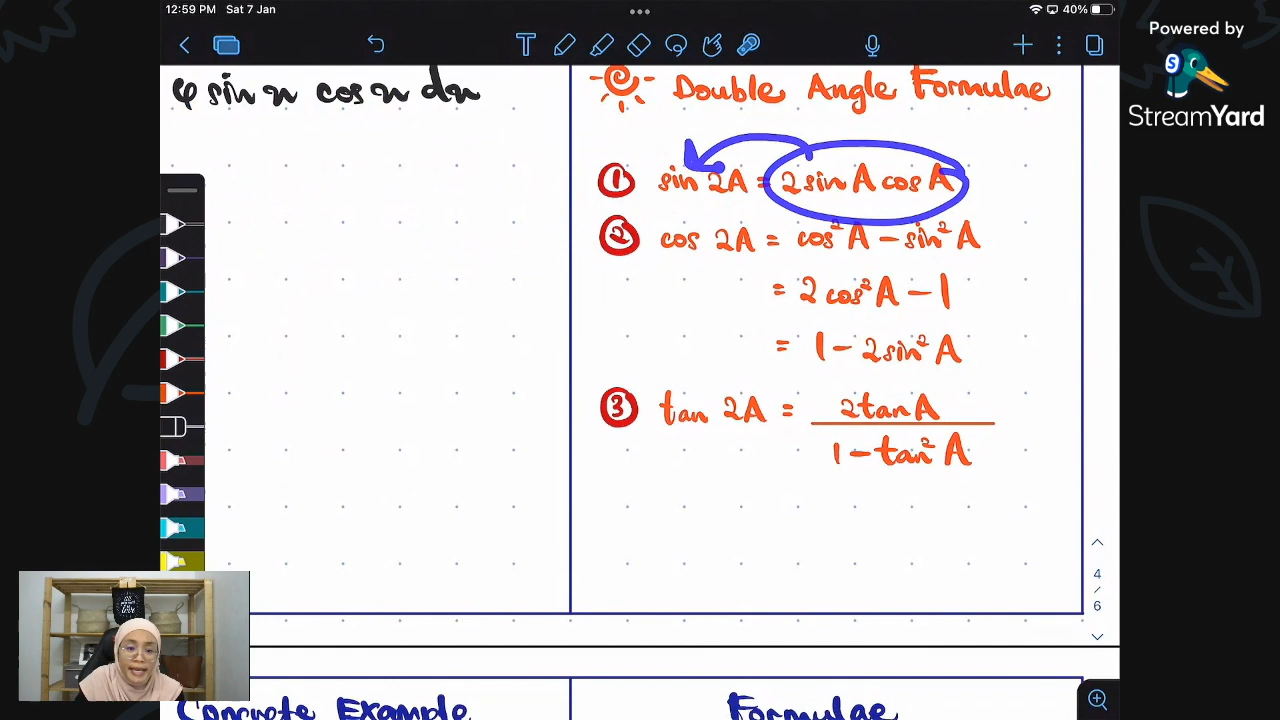 12:59 PM Sat 7 Jan
40%
Powered by
StreamYard
sin x cos x dx
Double Angle Formulae
① sin 2A = 2 sin A cos A
② cos 2A = cos² A − sin² A
= 2 cos² A − 1
= 1 − 2 sin² A
③ tan 2A = 2 tan A
1 − tan² A
4
/
6
Concrete Example
Formulae